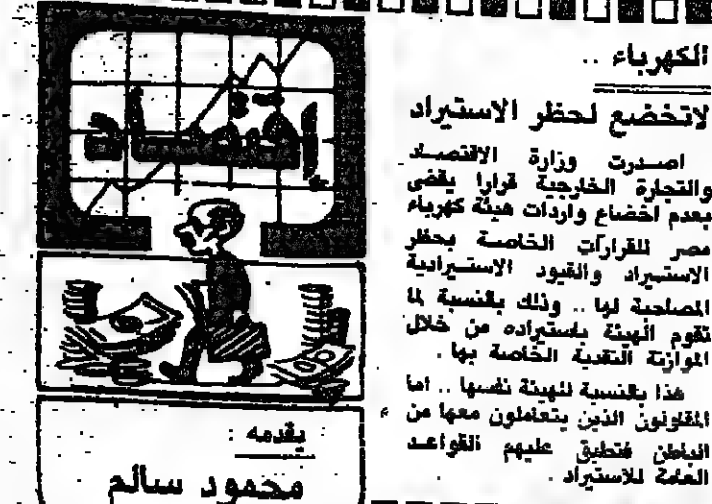 الكهرباء ..
لاتخضع لحظر الاستيراد
اصدرت وزارة الاقتصاد
والتجارة الخارجية قرارا يقضى
بعدم اخضاع واردات هيئة كهرباء
مصر للقرارات الخاصة بحظر
الاستيراد والقيود الاستيرادية
المصاحبة لها .. وذلك بالنسبة لما
تقوم الهيئة باستيراده من خلال
الموازنة النقدية الخاصة بها .
هذا بالنسبة للهيئة نفسها .. اما
المقاولون الذين يتعاملون معها من
الباطن فتطبق عليهم القواعد
العامة للاستيراد .
يقدمه :
محمود سالم